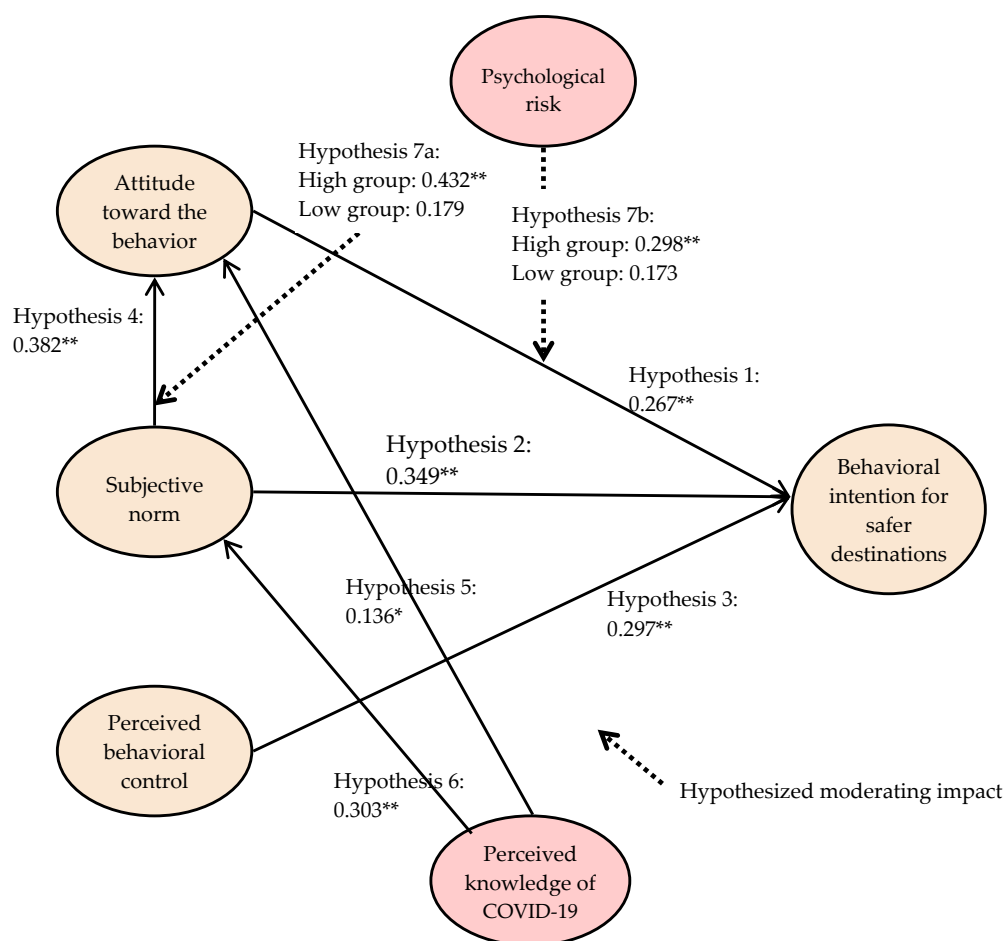 Psychological
risk
Hypothesis 7a:
High group: 0.432**
Low group: 0.179
Attitude
toward the
behavior
Hypothesis 7b:
High group: 0.298**
Low group: 0.173
Hypothesis 4:
0.382**
Hypothesis 1:
0.267**
Hypothesis 2:
0.349**
Subjective
norm
Behavioral
intention for
safer
destinations
Hypothesis 5:
0.136*
Hypothesis 3:
0.297**
Perceived
behavioral
control
Hypothesis 6:
0.303**
Hypothesized moderating impact
Perceived
knowledge of
COVID-19